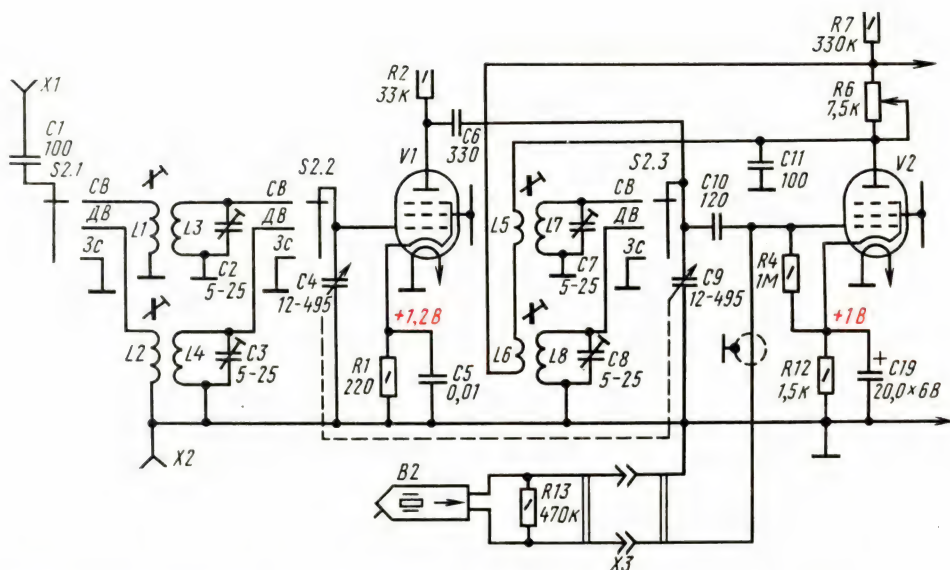 X1
C1
100
S2.1
СВ
ДВ
Зс
L1
L2
L3
L4
C2
5-25
C3
5-25
X2
СВ
ДВ
Зс
S2.2
C4
12-495
R2
33к
V1
C6
330
+1,2В
R1
220
C5
0,01
L5
L6
L7
L8
C7
5-25
C8
5-25
СВ
ДВ
Зс
S2.3
C9
12-495
C10
120
C11
100
R7
330к
R6
7,5к
V2
R4
1М
+1В
R12
1,5к
+
C19
20,0×6В
B2
R13
470к
X3